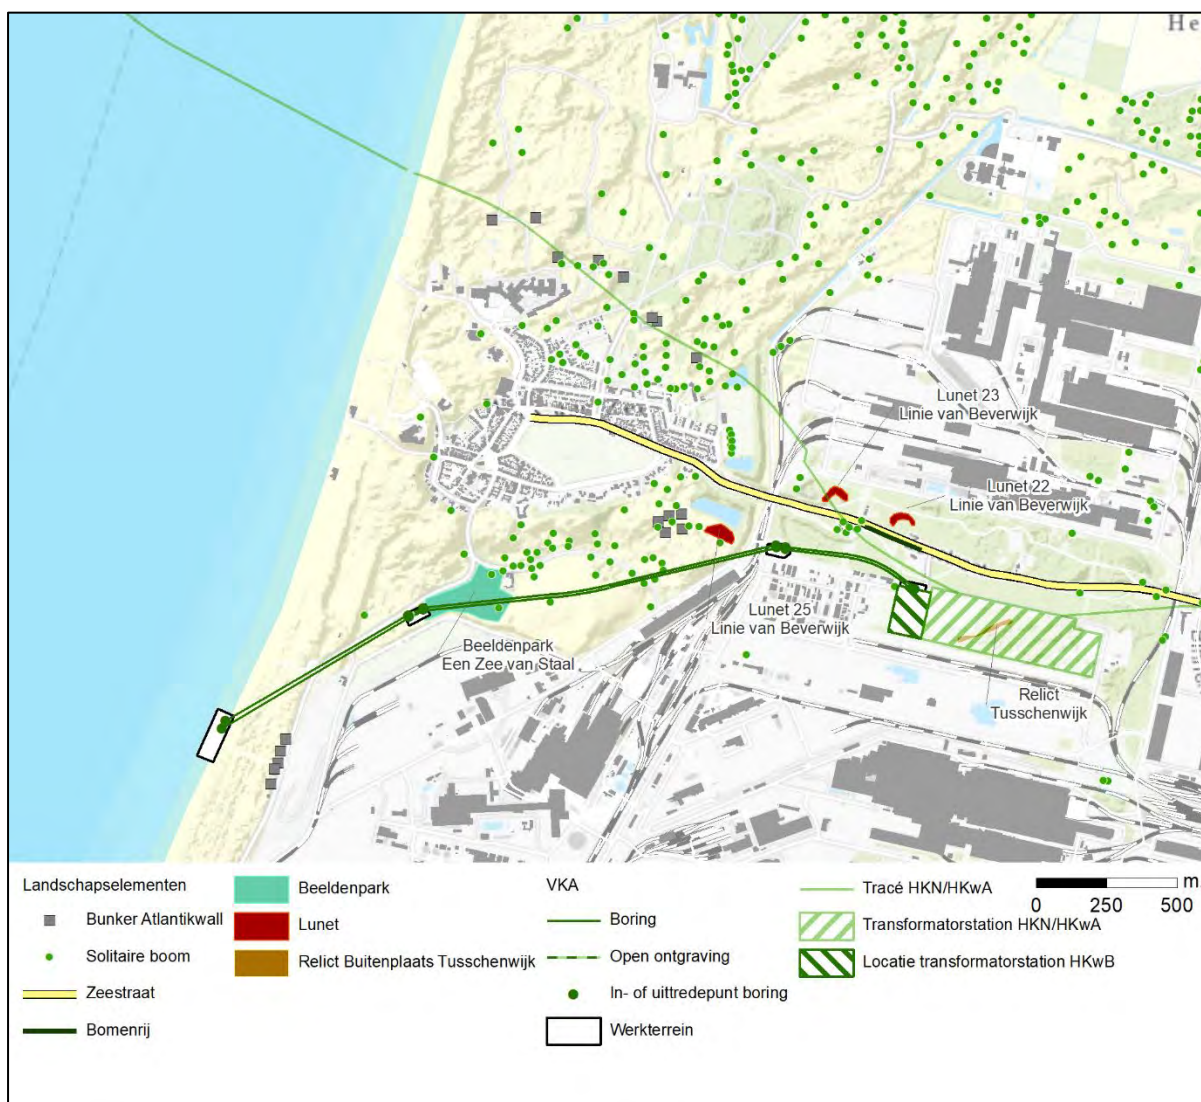 He
Lunet 23
Linie van Beverwijk
Lunet 22
Linie van Beverwijk
Lunet 25
Linie van Beverwijk
Beeldenpark
Een Zee van Staal
Relict
Tusschenwijk
Landschapselementen
Bunker Atlantikwall
Solitaire boom
Zeestraat
Bomenrij
Beeldenpark
Lunet
Relict Buitenplaats Tusschenwijk
VKA
Boring
Open ontgraving
In- of uittredepunt boring
Werkterrein
Tracé HKN/HKwA
Transformatorstation HKN/HKwA
Locatie transformatorstation HKwB
m
0 250 500